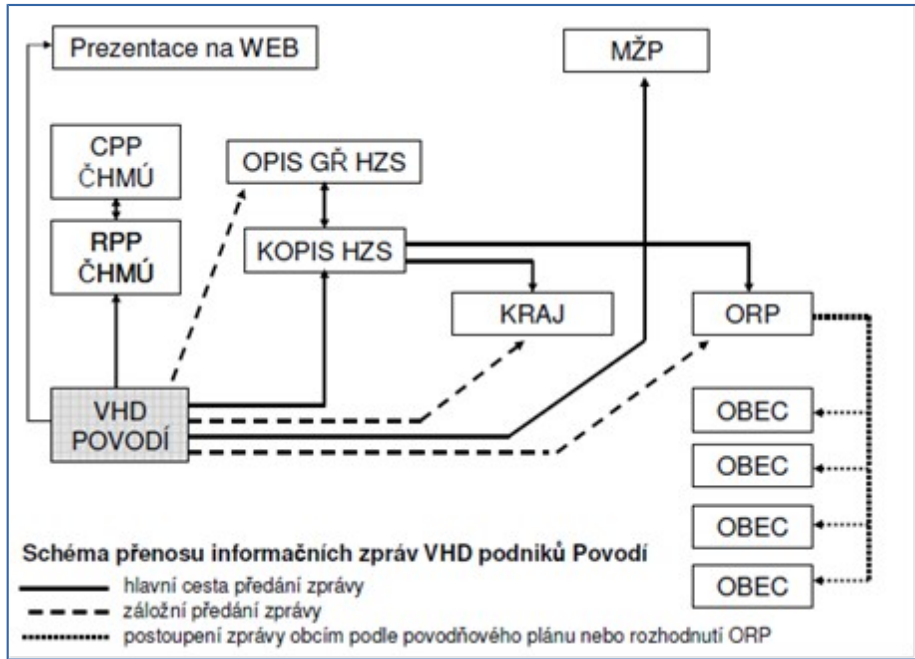 Prezentace na WEB
MŽP
CPP
ČHMÚ
OPIS GŘ HZS
RPP
ČHMÚ
KOPIS HZS
KRAJ
ORP
VHD
POVODÍ
OBEC
OBEC
OBEC
OBEC
Schéma přenosu informačních zpráv VHD podniků Povodí
hlavní cesta předání zprávy
záložní předání zprávy
postoupení zprávy obcím podle povodňového plánu nebo rozhodnutí ORP